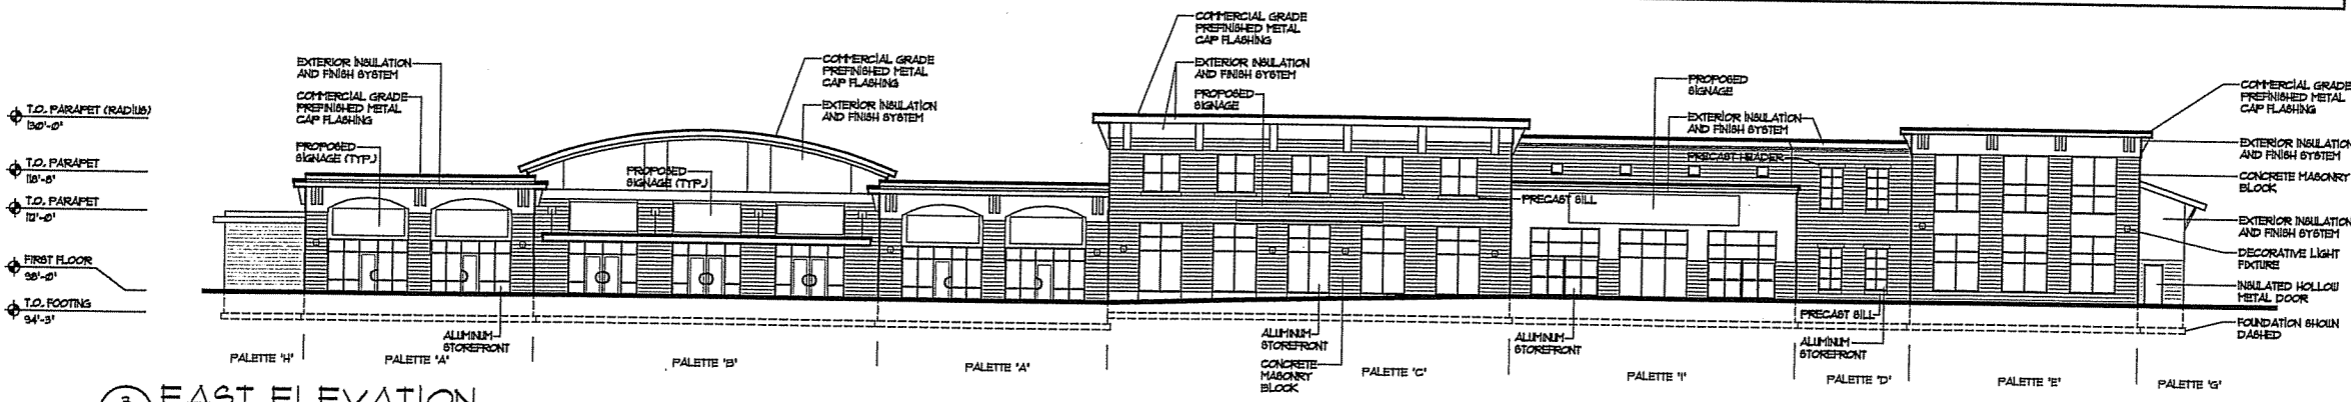 COMMERCIAL GRADE
PREFINISHED METAL
CAP FLASHING
EXTERIOR INSULATION
AND FINISH SYSTEM
PROPOSED
SIGNAGE
EXTERIOR INSULATION
AND FINISH SYSTEM
COMMERCIAL GRADE
PREFINISHED METAL
CAP FLASHING
PROPOSED
SIGNAGE (TYP.)
COMMERCIAL GRADE
PREFINISHED METAL
CAP FLASHING
EXTERIOR INSULATION
AND FINISH SYSTEM
PROPOSED
SIGNAGE (TYP.)
PROPOSED
SIGNAGE
EXTERIOR INSULATION
AND FINISH SYSTEM
PRECAST HEADER
PRECAST SILL
COMMERCIAL GRADE
PREFINISHED METAL
CAP FLASHING
EXTERIOR INSULATION
AND FINISH SYSTEM
CONCRETE MASONRY
BLOCK
EXTERIOR INSULATION
AND FINISH SYSTEM
DECORATIVE LIGHT
FIXTURE
INSULATED HOLLOW
METAL DOOR
FOUNDATION SHOWN
DASHED
T.O. PARAPET (RADIUS)
130'-0"
T.O. PARAPET
118'-8"
T.O. PARAPET
112'-0"
FIRST FLOOR
98'-0"
T.O. FOOTING
94'-3"
ALUMINUM
STOREFRONT
ALUMINUM
STOREFRONT
CONCRETE
MASONRY
BLOCK
ALUMINUM
STOREFRONT
PRECAST SILL
ALUMINUM
STOREFRONT
PALETTE 'H'
PALETTE 'A'
PALETTE 'B'
PALETTE 'A'
PALETTE 'C'
PALETTE 'I'
PALETTE 'D'
PALETTE 'E'
PALETTE 'G'
3 EAST ELEVATION